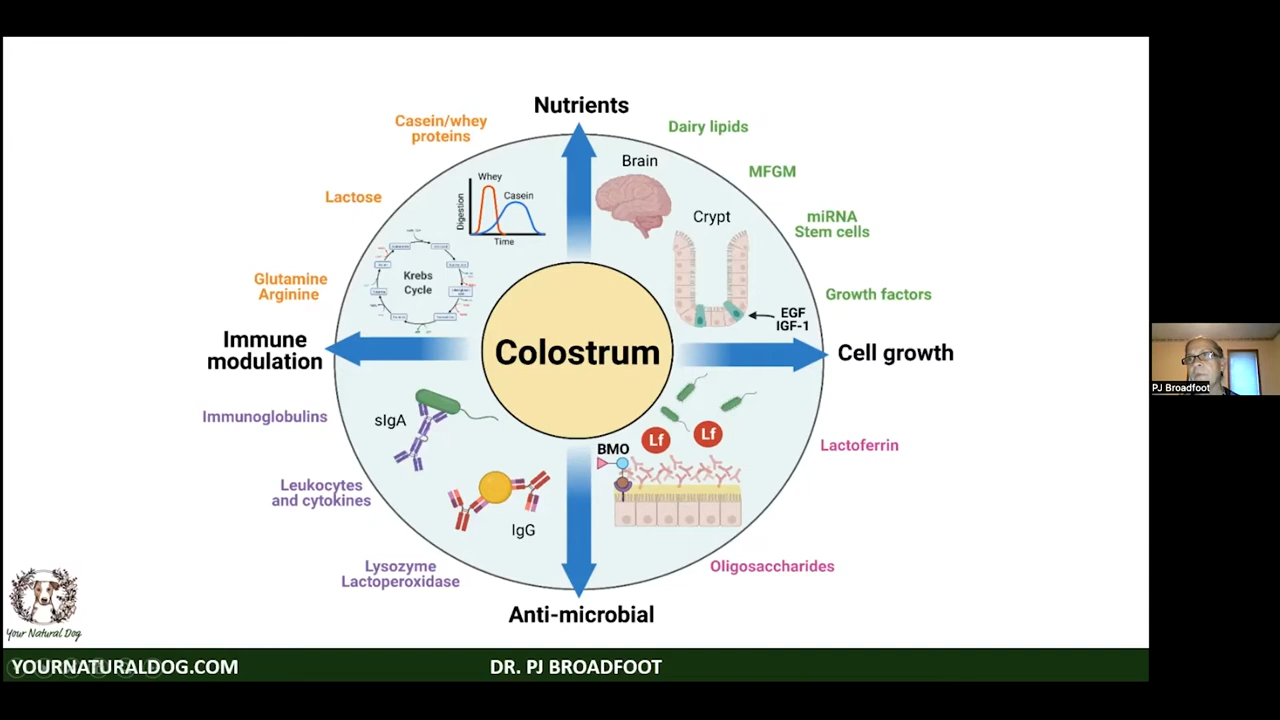 Nutrients
Casein/whey
proteins
Dairy lipids
Lactose
MFGM
miRNA
Stem cells
Glutamine
Arginine
Growth factors
Whey
Casein
Digestion
Time
Brain
Crypt
Krebs
Cycle
EGF
IGF-1
Immune
modulation
Colostrum
Cell growth
Immunoglobulins
sIgA
Lf
Lf
BMO
Lactoferrin
Leukocytes
and cytokines
IgG
Lysozyme
Lactoperoxidase
Oligosaccharides
Anti-microbial
Your Natural Dog
YOURNATURALDOG.COM
DR. PJ BROADFOOT
PJ Broadfoot